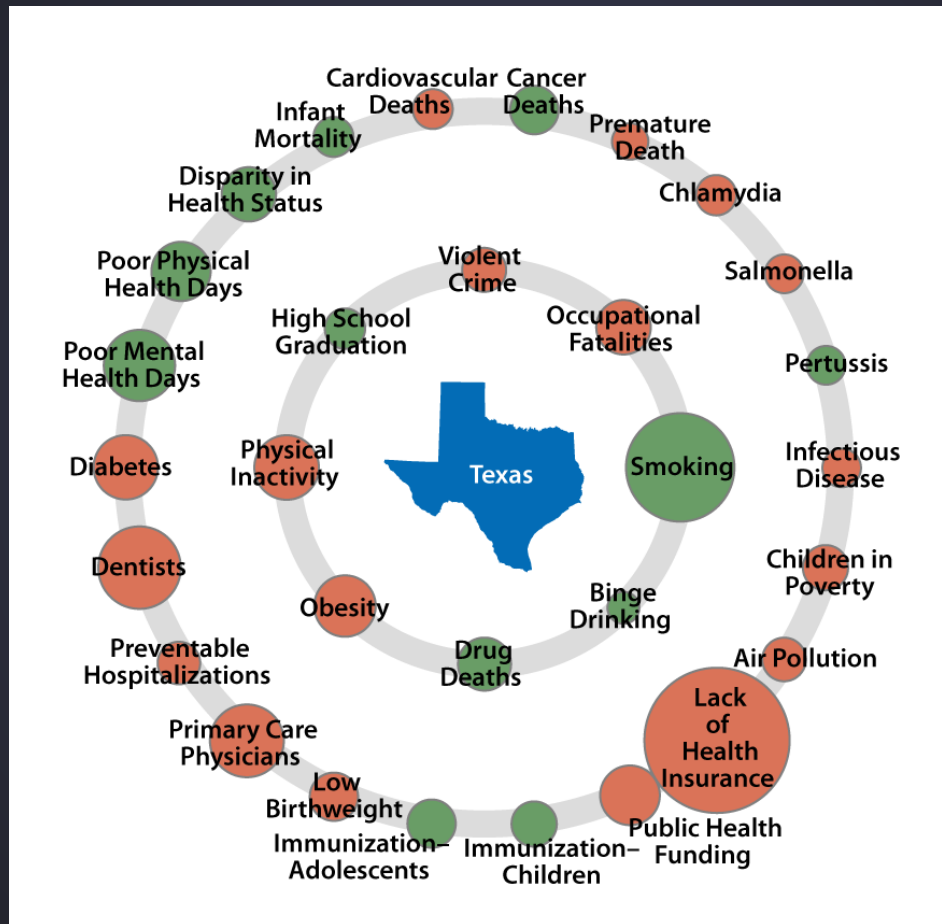 Cardiovascular
Deaths
Cancer
Deaths
Infant
Mortality
Premature
Death
Disparity in
Health Status
Chlamydia
Poor Physical
Health Days
Violent
Crime
Salmonella
High School
Graduation
Occupational
Fatalities
Poor Mental
Health Days
Pertussis
Diabetes
Physical
Inactivity
Texas
Smoking
Infectious
Disease
Dentists
Obesity
Binge
Drinking
Children in
Poverty
Preventable
Hospitalizations
Drug
Deaths
Air Pollution
Primary Care
Physicians
Lack
of
Health
Insurance
Low
Birthweight
Immunization–
Adolescents
Immunization–
Children
Public Health
Funding